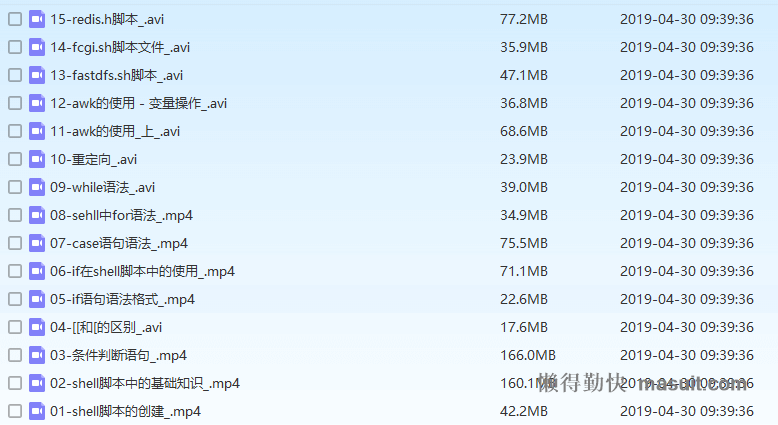 15-redis.h脚本_.avi 77.2MB 2019-04-30 09:39:36
14-fcgi.sh脚本文件_.avi 35.9MB 2019-04-30 09:39:36
13-fastdfs.sh脚本_.avi 47.1MB 2019-04-30 09:39:36
12-awk的使用 - 变量操作_.avi 36.8MB 2019-04-30 09:39:36
11-awk的使用_上_.avi 68.6MB 2019-04-30 09:39:36
10-重定向_.avi 23.9MB 2019-04-30 09:39:36
09-while语法_.avi 39.0MB 2019-04-30 09:39:36
08-sehll中for语法_.mp4 34.9MB 2019-04-30 09:39:36
07-case语句语法_.mp4 75.5MB 2019-04-30 09:39:36
06-if在shell脚本中的使用_.mp4 71.1MB 2019-04-30 09:39:36
05-if语句语法格式_.mp4 22.6MB 2019-04-30 09:39:36
04-[[和[的区别_.avi 17.6MB 2019-04-30 09:39:36
03-条件判断语句_.mp4 166.0MB 2019-04-30 09:39:36
02-shell脚本中的基础知识_.mp4 160.1MB 2019-04-30 09:39:36
懒得勤快 masuit.com
01-shell脚本的创建_.mp4 42.2MB 2019-04-30 09:39:36